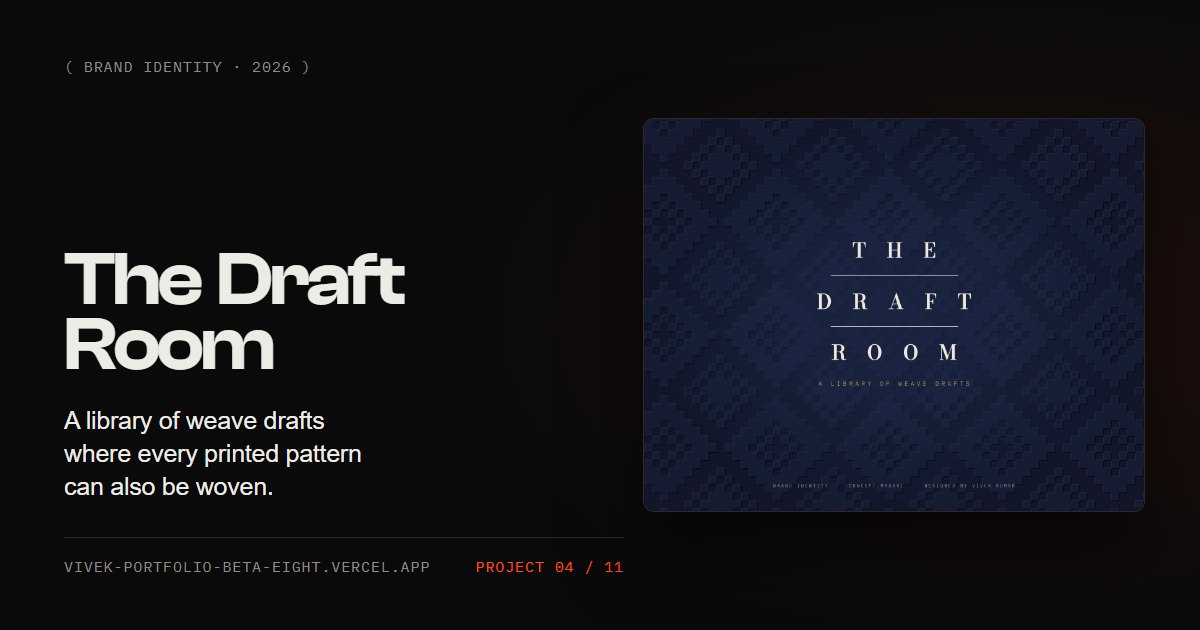 ( BRAND IDENTITY · 2026 )
The Draft
Room
A library of weave drafts
where every printed pattern
can also be woven.
VIVEK-PORTFOLIO-BETA-EIGHT.VERCEL.APP
PROJECT 04 / 11
THE
DRAFT
ROOM
A LIBRARY OF WEAVE DRAFTS
BRAND IDENTITY
CONCEPT
DESIGNED BY VIVEK KUMAR